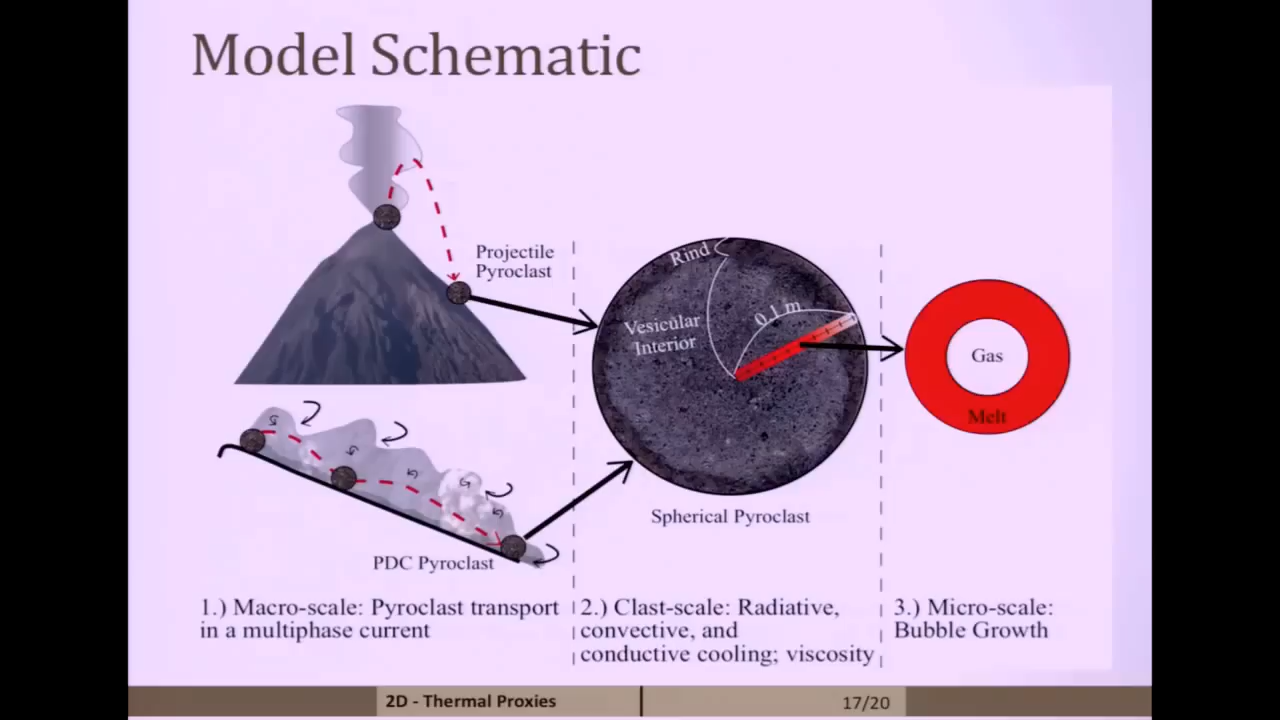 Model Schematic
Projectile
Pyroclast
Rind
0.1 m
Vesicular
Interior
Gas
Melt
Spherical Pyroclast
PDC Pyroclast
1.) Macro-scale: Pyroclast transport
in a multiphase current
2.) Clast-scale: Radiative,
convective, and
conductive cooling; viscosity
3.) Micro-scale:
Bubble Growth
2D - Thermal Proxies
17/20